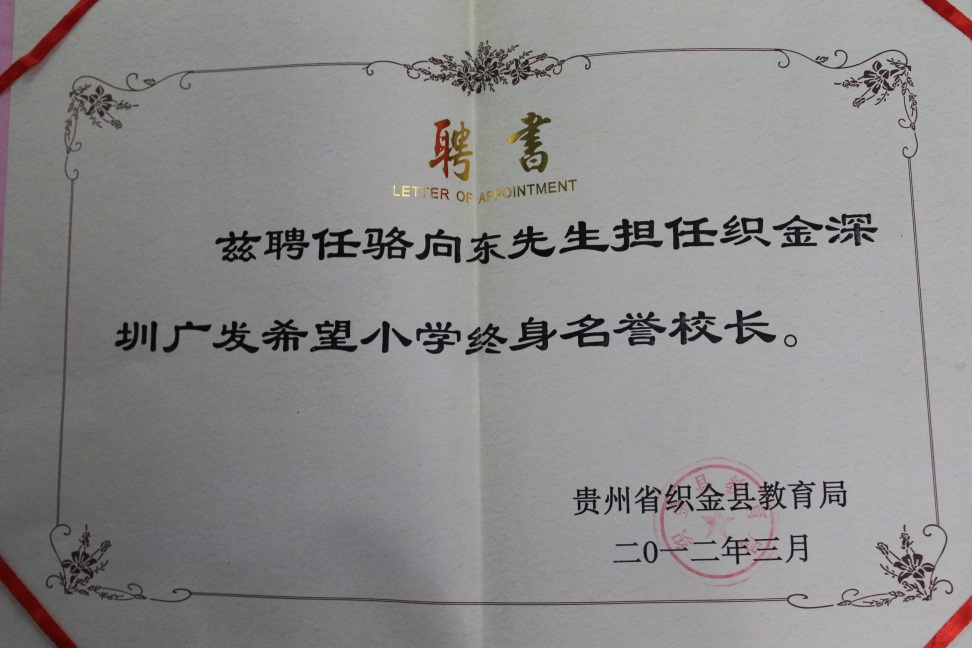 聘书
LETTER OF APPOINTMENT
兹聘任骆向东先生担任织金深
圳广发希望小学终身名誉校长。
贵州省织金县教育局
二0一二年三月